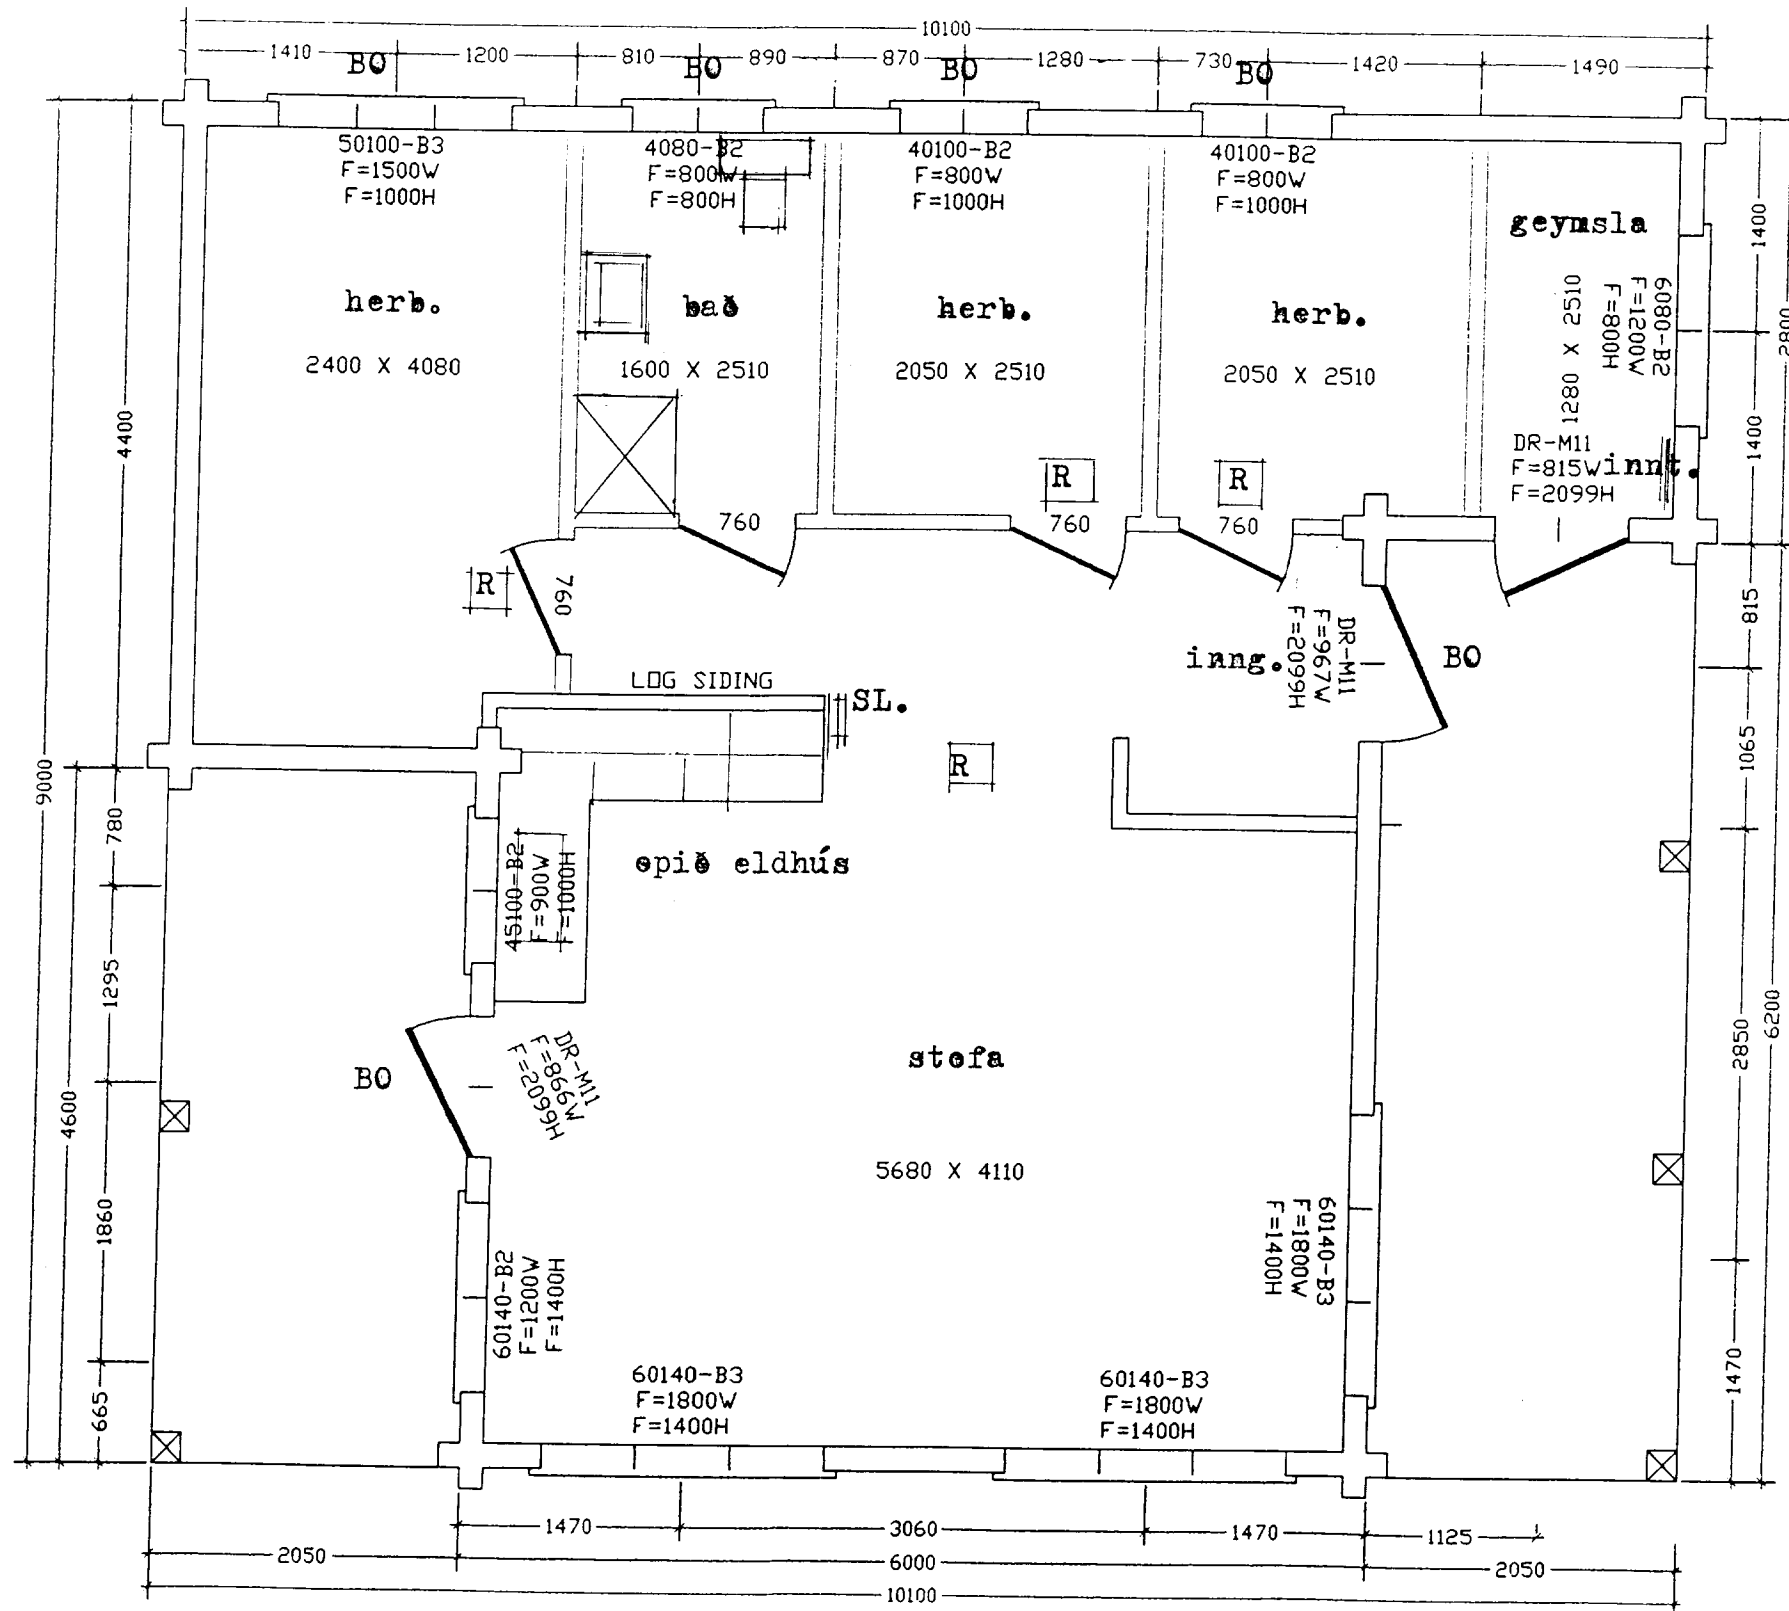 10100
1410
1200
810
890
870
1280
730
1420
1490
BO
BO
BO
BO
50100-B3
F=1500W
F=1000H
4080-B2
F=800W
F=800H
40100-B2
F=800W
F=1000H
40100-B2
F=800W
F=1000H
geymsla
6080-B2
F=1200W
F=800H
1280 X 2510
herb.
2400 X 4080
bað
1600 X 2510
herb.
2050 X 2510
herb.
2050 X 2510
DR-M11
F=815W
F=2099H
innt.
R
R
760
760
760
R
760
LOG SIDING
SL.
inng.
DR-M11
F=967W
F=2099H
BO
R
opið eldhús
45100-B2
F=900W
F=1000H
BO
DR-M11
F=866W
F=2099H
stofa
5680 X 4110
60140-B2
F=1200W
F=1400H
60140-B3
F=1800W
F=1400H
60140-B3
F=1800W
F=1400H
60140-B3
F=1800W
F=1400H
9000
4400
4600
780
1295
1860
665
1400
1400
2800
815
1065
2850
1470
6200
1470
3060
1470
1125
2050
6000
2050
10100